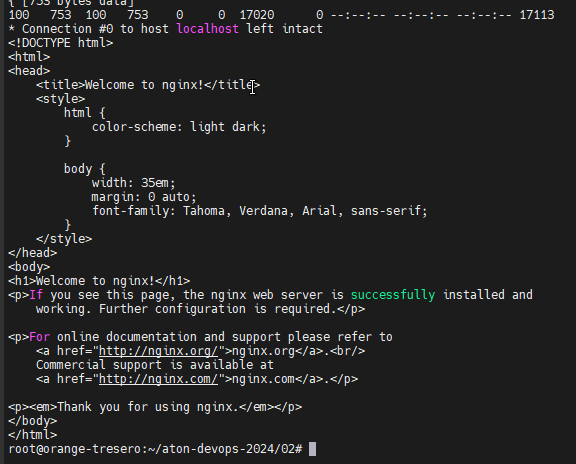 { [753 bytes data]
100   753  100   753    0     0  17020      0 --:--:-- --:--:-- --:--:-- 17113
* Connection #0 to host localhost left intact
<!DOCTYPE html>
<html>
<head>
    <title>Welcome to nginx!</title>
    <style>
        html {
            color-scheme: light dark;
        }

        body {
            width: 35em;
            margin: 0 auto;
            font-family: Tahoma, Verdana, Arial, sans-serif;
        }
    </style>
</head>
<body>
<h1>Welcome to nginx!</h1>
<p>If you see this page, the nginx web server is successfully installed and
    working. Further configuration is required.</p>

<p>For online documentation and support please refer to
    <a href="http://nginx.org/">nginx.org</a>.<br/>
    Commercial support is available at
    <a href="http://nginx.com/">nginx.com</a>.</p>

<p><em>Thank you for using nginx.</em></p>
</body>
</html>
root@orange-tresero:~/aton-devops-2024/02#